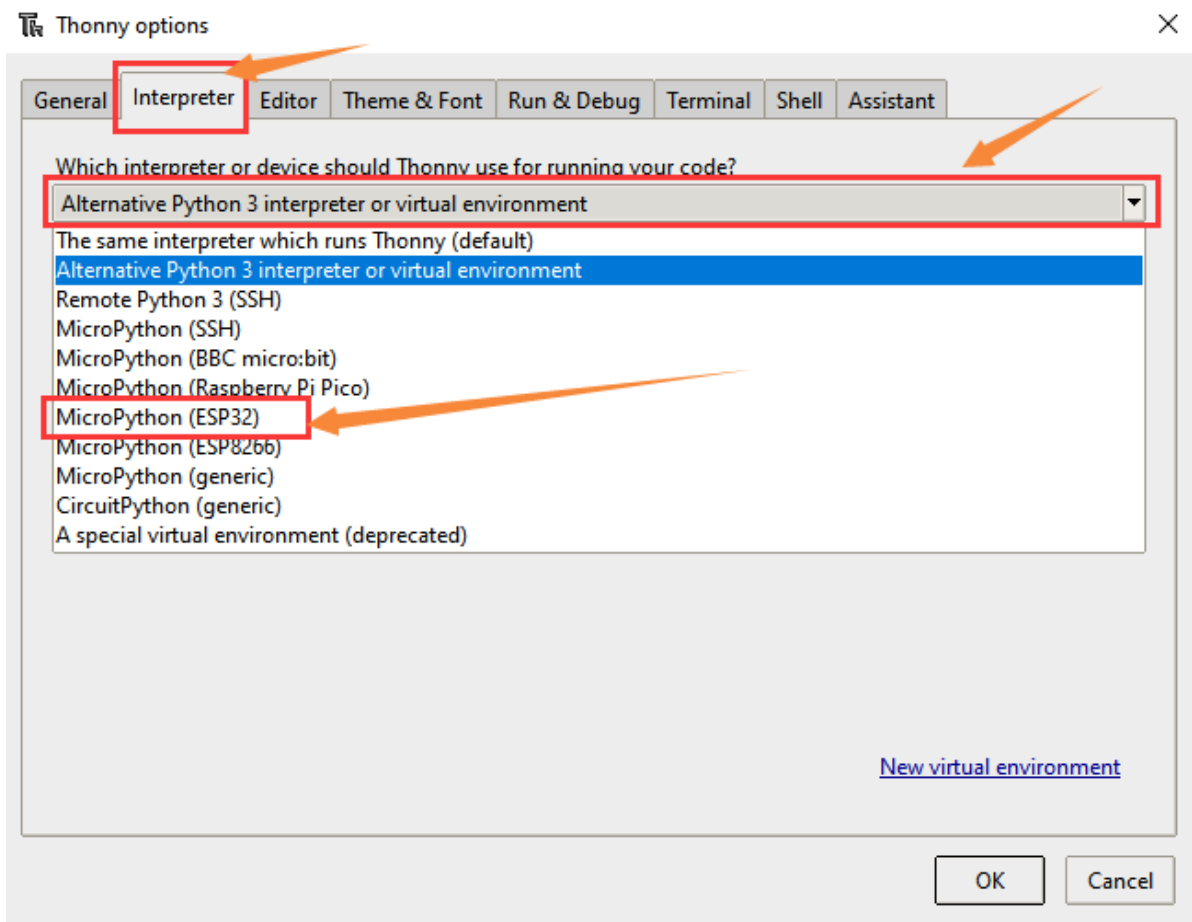 Thonny options
General Interpreter Editor Theme & Font Run & Debug Terminal Shell Assistant
Which interpreter or device should Thonny use for running your code?
Alternative Python 3 interpreter or virtual environment
The same interpreter which runs Thonny (default)
Alternative Python 3 interpreter or virtual environment
Remote Python 3 (SSH)
MicroPython (SSH)
MicroPython (BBC micro:bit)
MicroPython (Raspberry Pi Pico)
MicroPython (ESP32)
MicroPython (ESP8266)
MicroPython (generic)
CircuitPython (generic)
A special virtual environment (deprecated)
New virtual environment
OK Cancel